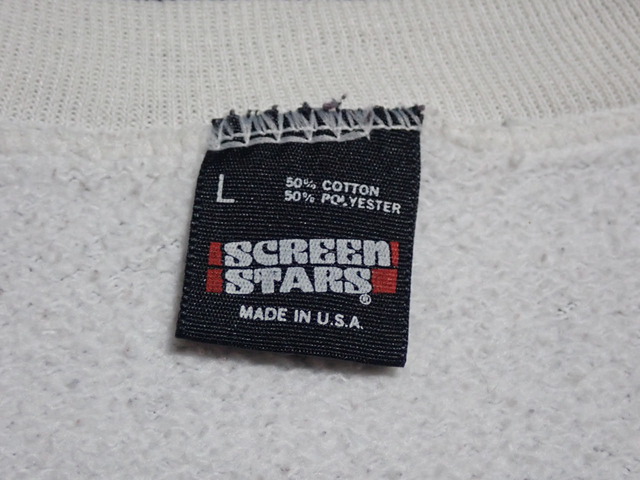 L
50% COTTON
50% POLYESTER
SCREEN
STARS®
MADE IN U.S.A.